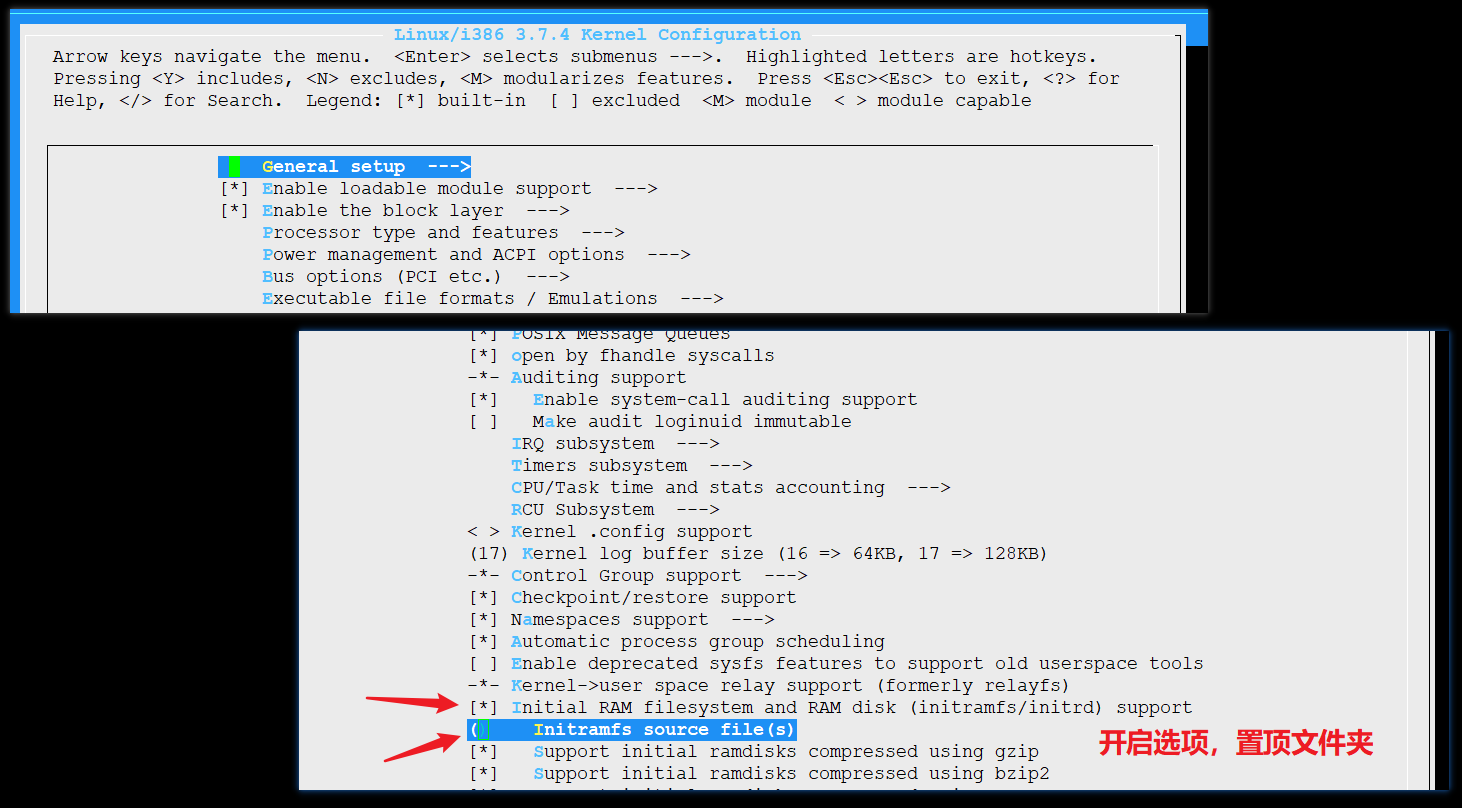 Linux/i386 3.7.4 Kernel Configuration
Arrow keys navigate the menu.  <Enter> selects submenus --->.  Highlighted letters are hotkeys.
Pressing <Y> includes, <N> excludes, <M> modularizes features.  Press <Esc><Esc> to exit, <?> for
Help, </> for Search.  Legend: [*] built-in  [ ] excluded  <M> module  < > module capable
General setup  --->
[*] Enable loadable module support  --->
[*] Enable the block layer  --->
Processor type and features  --->
Power management and ACPI options  --->
Bus options (PCI etc.)  --->
Executable file formats / Emulations  --->
[*] POSIX Message Queues
[*] open by fhandle syscalls
-*- Auditing support
[*]   Enable system-call auditing support
[ ]   Make audit loginuid immutable
IRQ subsystem  --->
Timers subsystem  --->
CPU/Task time and stats accounting  --->
RCU Subsystem  --->
< > Kernel .config support
(17) Kernel log buffer size (16 => 64KB, 17 => 128KB)
-*- Control Group support  --->
[*] Checkpoint/restore support
[*] Namespaces support  --->
[*] Automatic process group scheduling
[ ] Enable deprecated sysfs features to support old userspace tools
-*- Kernel->user space relay support (formerly relayfs)
[*] Initial RAM filesystem and RAM disk (initramfs/initrd) support
()    Initramfs source file(s)
[*]   Support initial ramdisks compressed using gzip
开启选项，置顶文件夹
[*]   Support initial ramdisks compressed using bzip2